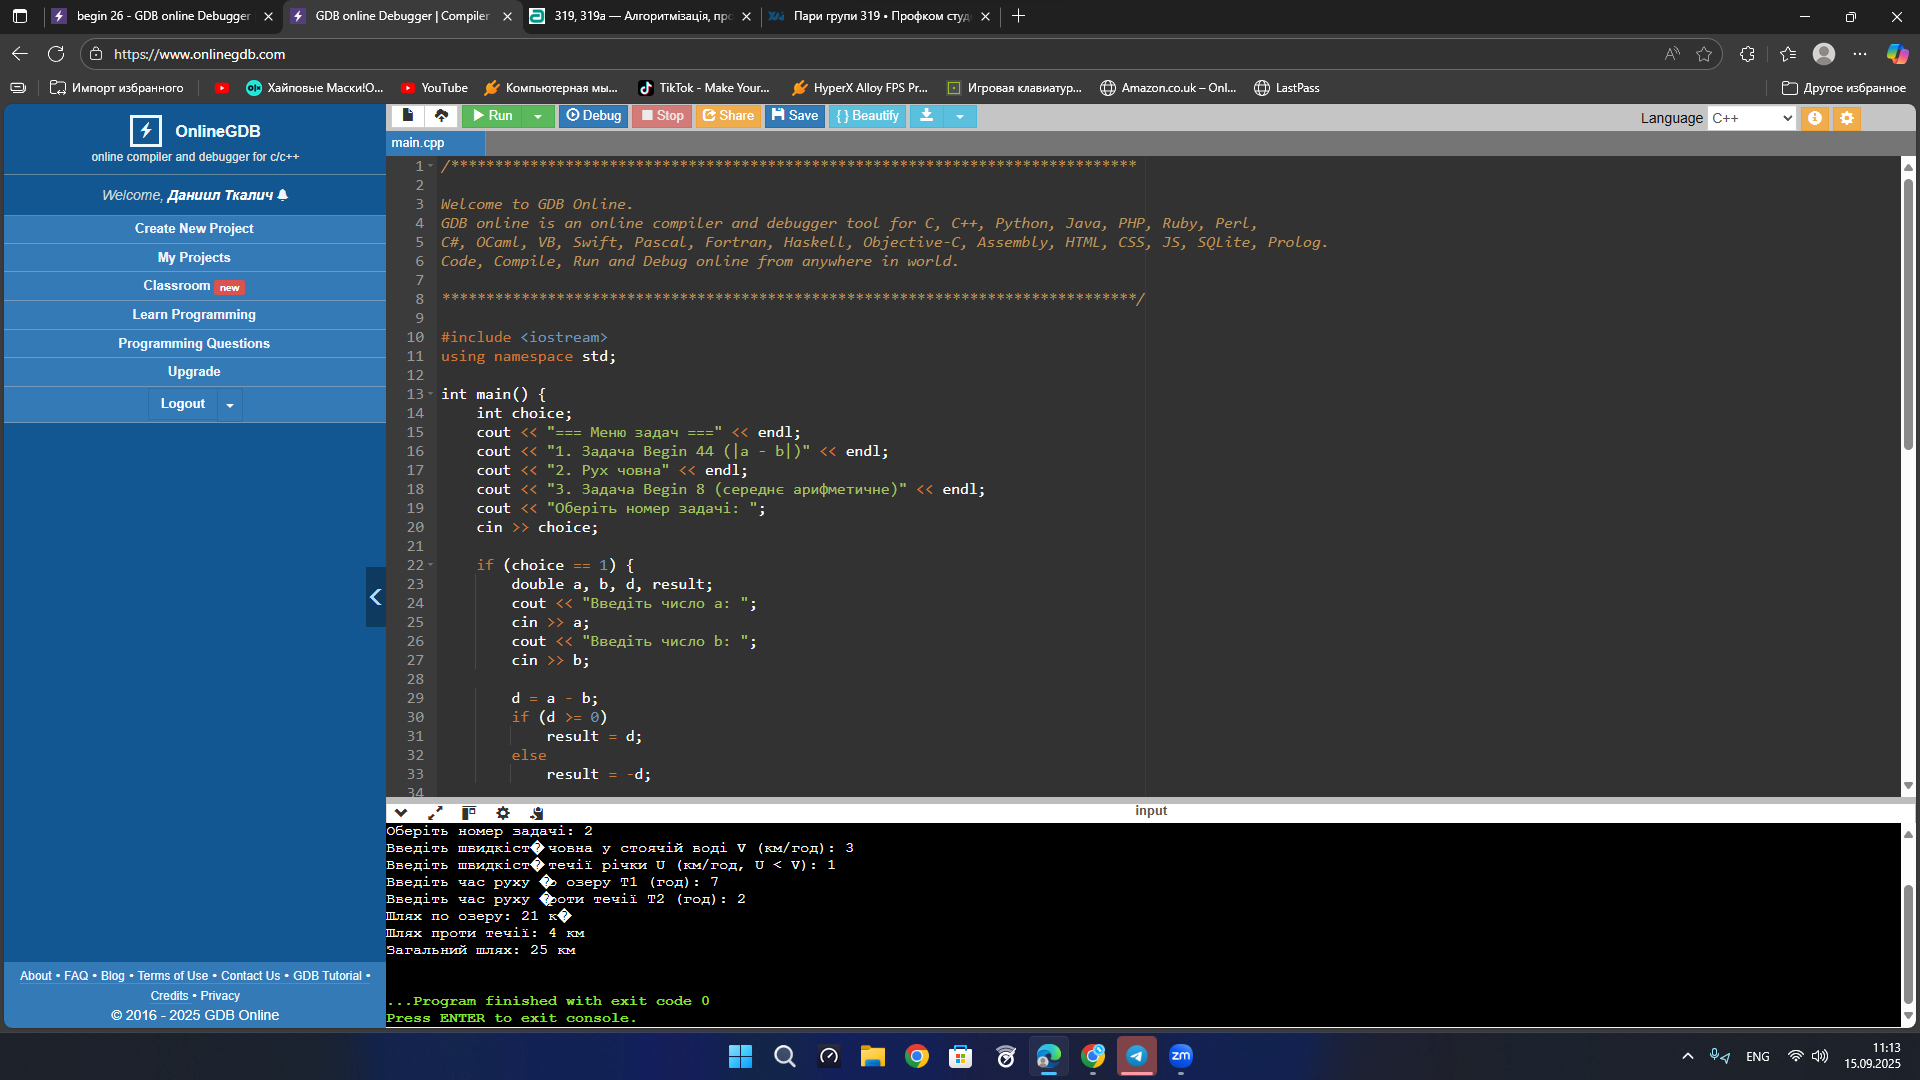 begin 26 - GDB online Debugger
GDB online Debugger | Compiler
319, 319а — Алгоритмізація, пр
Пари групи 319 • Профком студ
https://www.onlinegdb.com
Импорт избранного
Хайповые Маски!О...
YouTube
Компьютерная мы...
TikTok - Make Your...
HyperX Alloy FPS Pr...
Игровая клавиатур...
Amazon.co.uk – Onl...
LastPass
Другое избранное
OnlineGDB
online compiler and debugger for c/c++
Welcome, Даниил Ткалич
Create New Project
My Projects
Classroom new
Learn Programming
Programming Questions
Upgrade
Logout
About • FAQ • Blog • Terms of Use • Contact Us • GDB Tutorial •
Credits • Privacy
© 2016 - 2025 GDB Online
Run
Debug
Stop
Share
Save
{ } Beautify
Language C++
main.cpp
1 /******************************************************************************
2
3 Welcome to GDB Online.
4 GDB online is an online compiler and debugger tool for C, C++, Python, Java, PHP, Ruby, Perl,
5 C#, OCaml, VB, Swift, Pascal, Fortran, Haskell, Objective-C, Assembly, HTML, CSS, JS, SQLite, Prolog.
6 Code, Compile, Run and Debug online from anywhere in world.
7
8 *******************************************************************************/
9
10 #include <iostream>
11 using namespace std;
12
13 int main() {
14     int choice;
15     cout << "=== Меню задач ===" << endl;
16     cout << "1. Задача Begin 44 (|a - b|)" << endl;
17     cout << "2. Рух човна" << endl;
18     cout << "3. Задача Begin 8 (середнє арифметичне)" << endl;
19     cout << "Оберіть номер задачі: ";
20     cin >> choice;
21
22     if (choice == 1) {
23         double a, b, d, result;
24         cout << "Введіть число a: ";
25         cin >> a;
26         cout << "Введіть число b: ";
27         cin >> b;
28
29         d = a - b;
30         if (d >= 0)
31             result = d;
32         else
33             result = -d;
34
input
Оберіть номер задачі: 2
Введіть швидкіст� човна у стоячій воді V (км/год): 3
Введіть швидкіст� течії річки U (км/год, U < V): 1
Введіть час руху �о озеру T1 (год): 7
Введіть час руху �роти течії T2 (год): 2
Шлях по озеру: 21 к�
Шлях проти течії: 4 км
Загальний шлях: 25 км
...Program finished with exit code 0
Press ENTER to exit console.
zm
ENG
11:13
15.09.2025